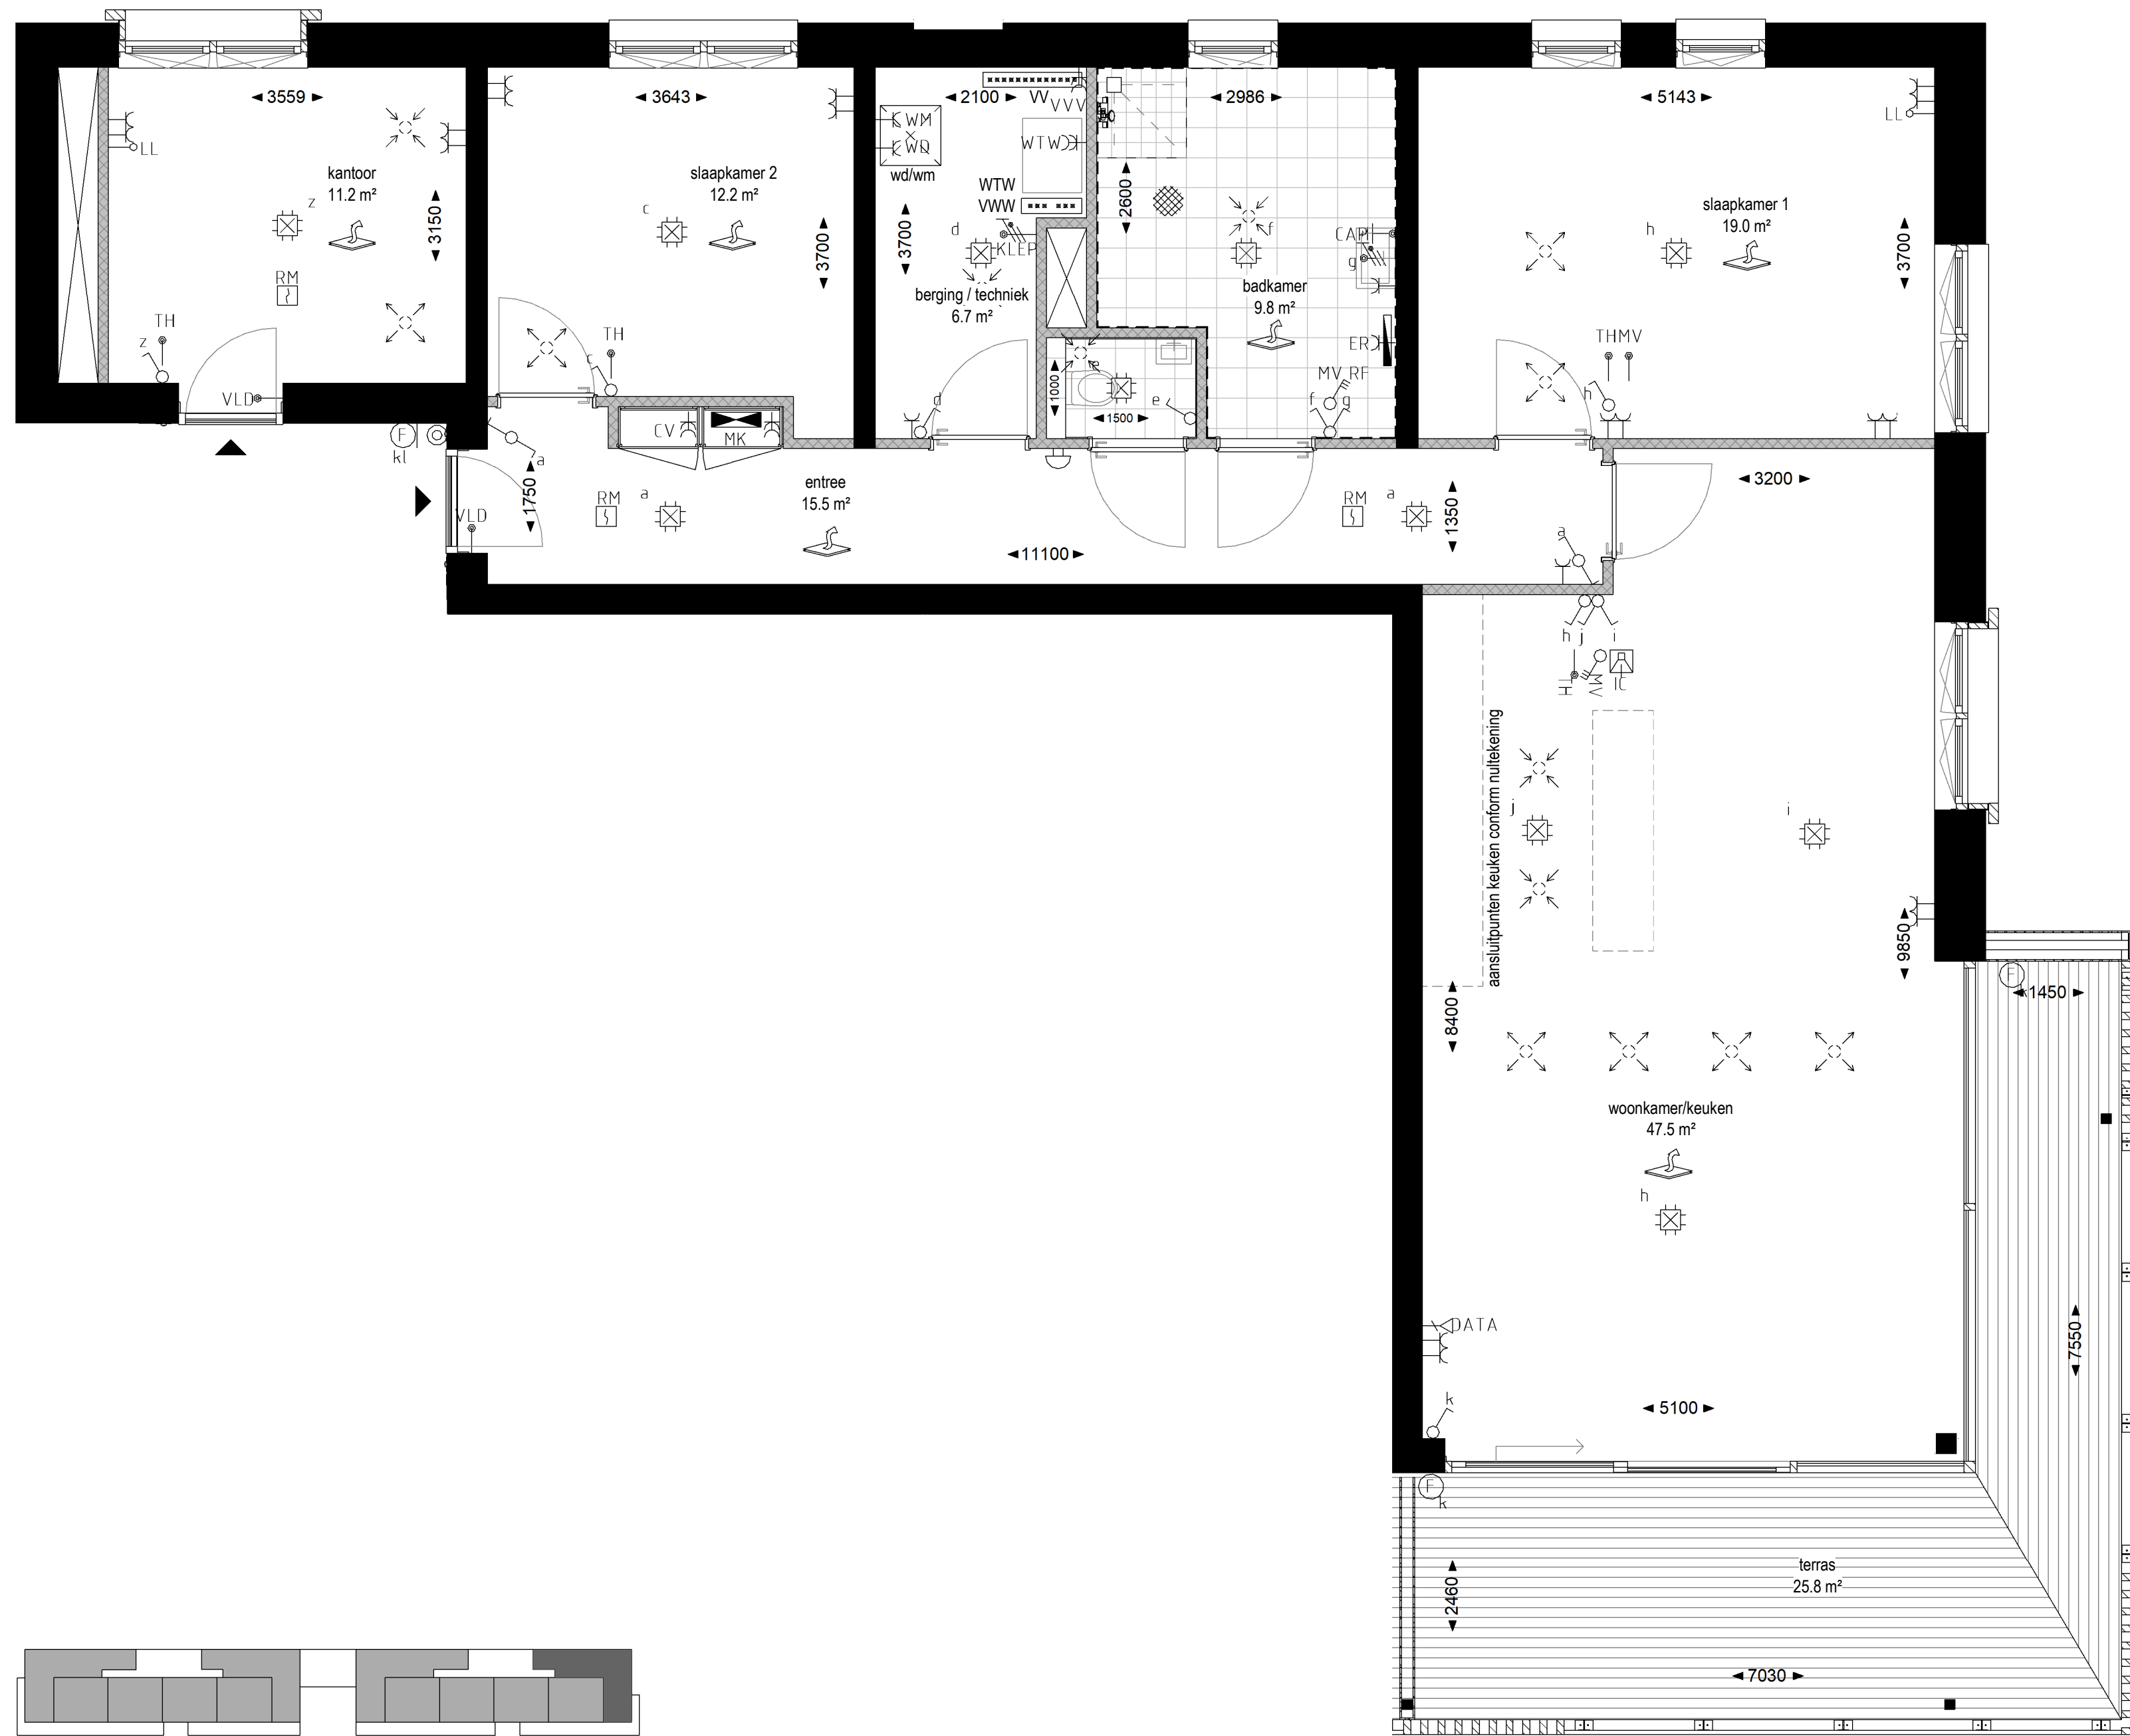 3559
LL
kantoor
11.2 m²
z
3150
RM
TH
z
VLD
F
kl
3643
slaapkamer 2
12.2 m²
c
3700
TH
c
CV
MK
a
1750
VLD
2100
VV
VVV
WM
WD
wd/wm
WTW
WTW
VWW
3700
d
KLEP
berging / techniek
6.7 m²
d
2986
2600
f
CAP
g
badkamer
9.8 m²
ER
MV RF
f
g
e
1000
1500
e
5143
LL
slaapkamer 1
19.0 m²
h
3700
THMV
h
entree
15.5 m²
RM
a
RM
a
11100
1350
a
3200
h
j
i
TH
MV
IC
aansluitpunten keuken conform nultekening
j
i
9850
8400
F
k
1450
woonkamer/keuken
47.5 m²
h
DATA
k
5100
7550
F
k
terras
25.8 m²
2460
7030